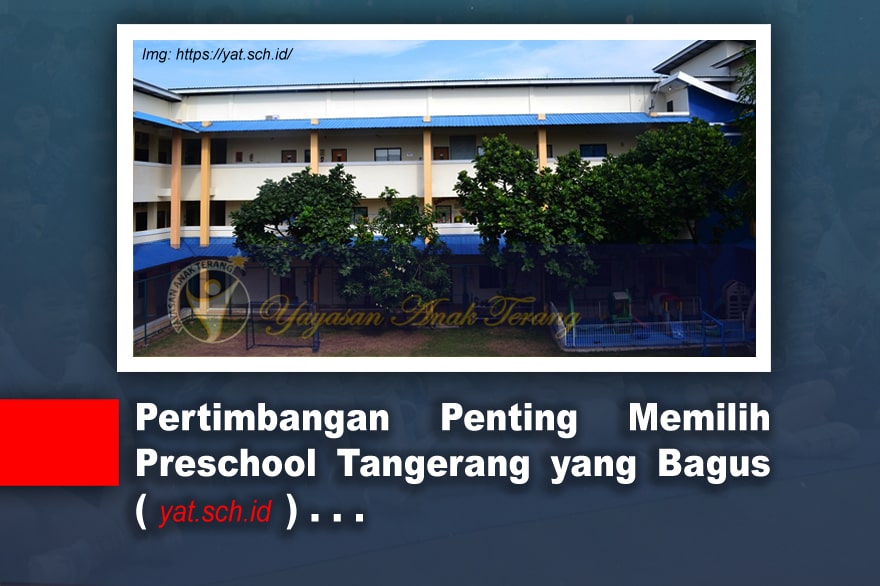 Img: https://yat.sch.id/
YAYASAN ANAK TERANG
Yayasan Anak Terang
Pertimbangan Penting Memilih
Preschool Tangerang yang Bagus
( yat.sch.id ) . . .